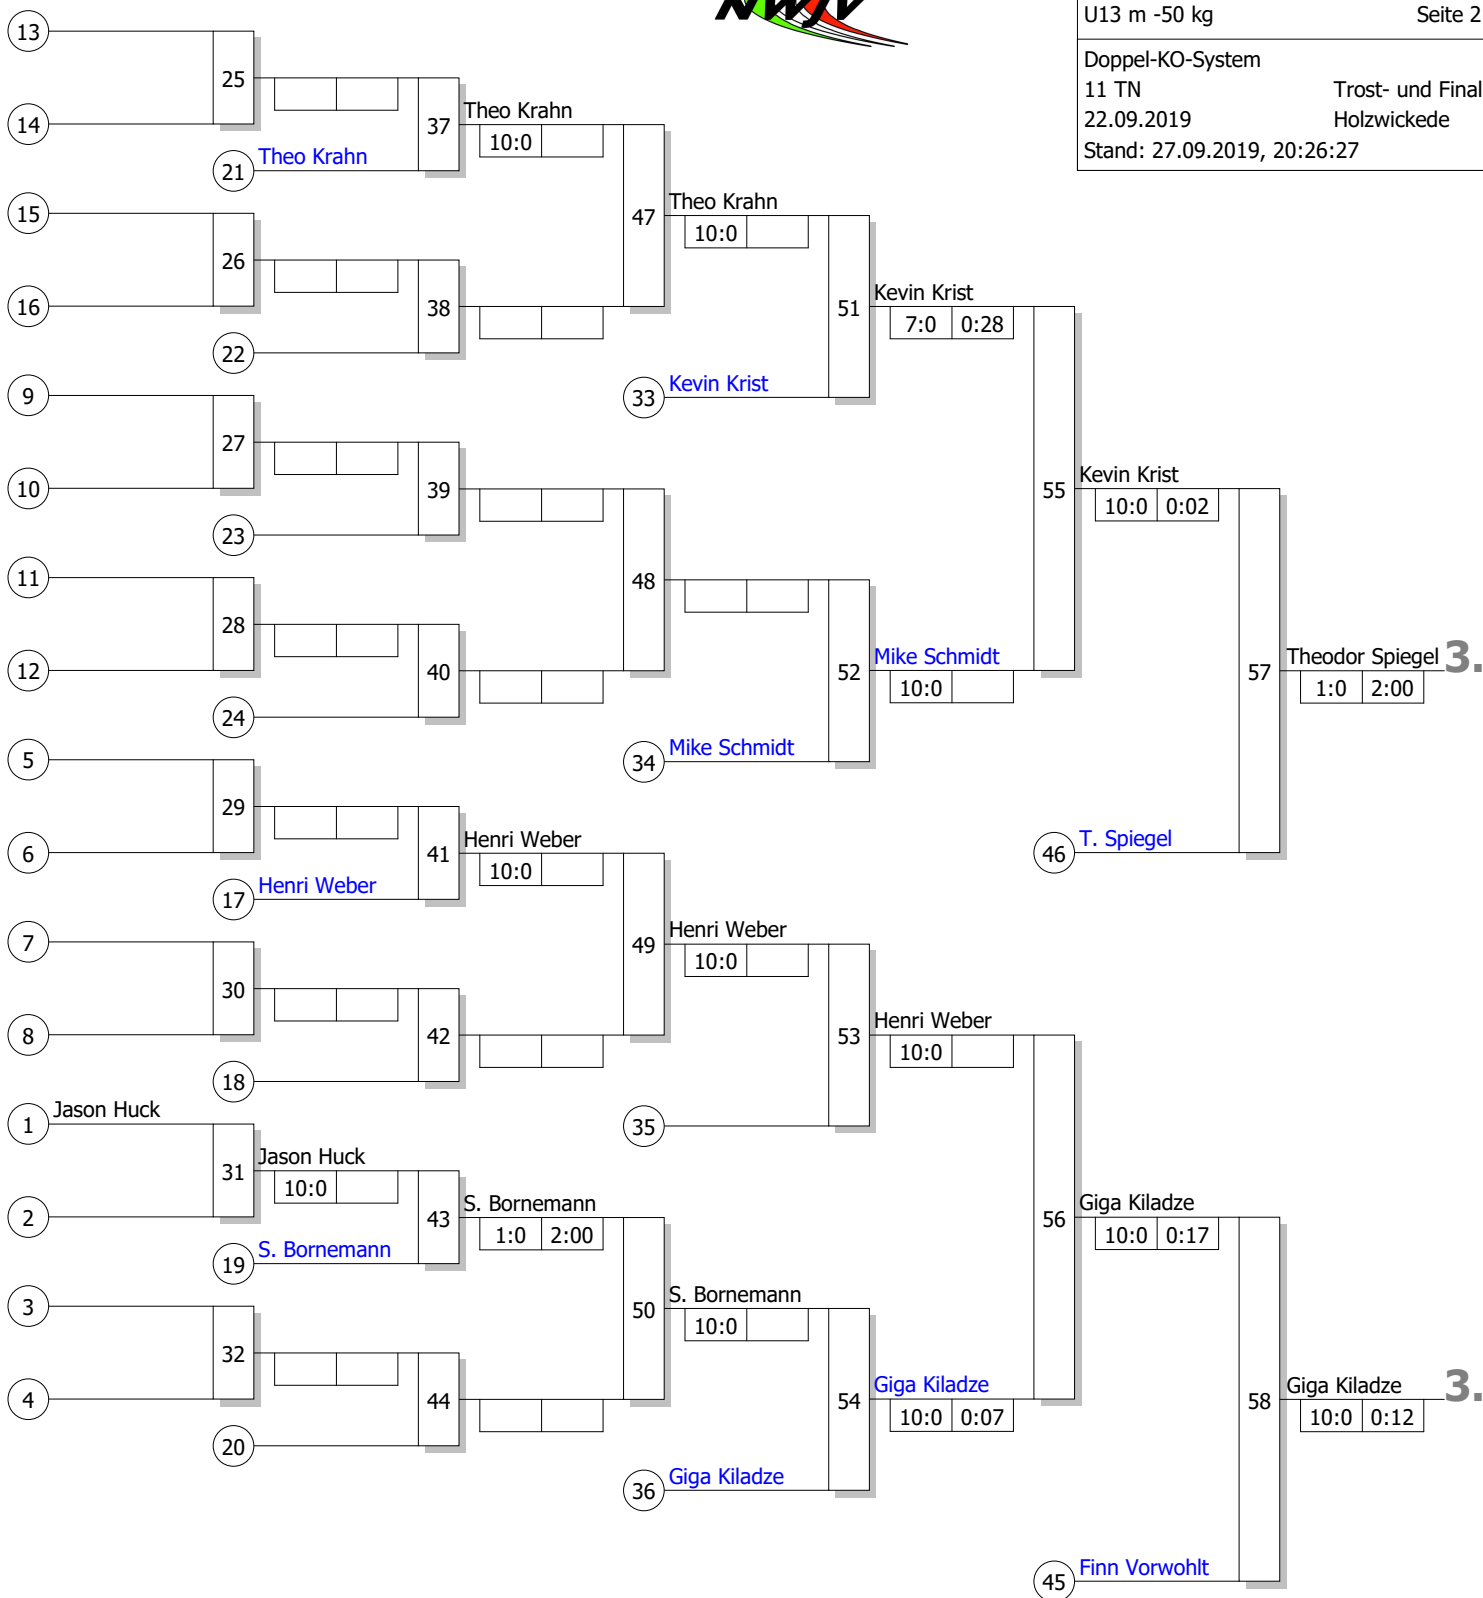 NWJV
U13 m -50 kg Seite 2
Doppel-KO-System
11 TN Trost- und Final
22.09.2019 Holzwickede
Stand: 27.09.2019, 20:26:27
13
25
14
37
Theo Krahn
10:0
21
Theo Krahn
15
47
Theo Krahn
10:0
26
16
38
22
51
Kevin Krist
7:0 0:28
33
Kevin Krist
9
27
10
39
23
55
Kevin Krist
10:0 0:02
11
48
28
12
40
24
52
Mike Schmidt
10:0
34
Mike Schmidt
57
Theodor Spiegel 3.
1:0 2:00
5
29
6
41
Henri Weber
10:0
17
Henri Weber
46
T. Spiegel
7
49
Henri Weber
10:0
30
8
42
18
53
Henri Weber
10:0
35
1
Jason Huck
31
Jason Huck
10:0
2
43
S. Bornemann
1:0 2:00
19
S. Bornemann
56
Giga Kiladze
10:0 0:17
3
50
S. Bornemann
10:0
32
4
44
20
54
Giga Kiladze
10:0 0:07
36
Giga Kiladze
58
Giga Kiladze 3.
10:0 0:12
45
Finn Vorwohlt